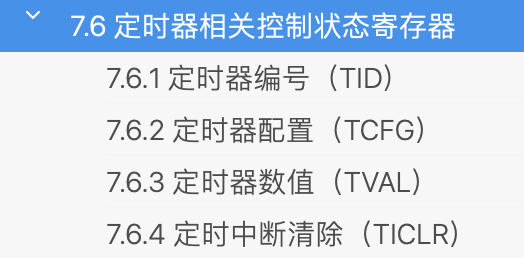 7.6 定时器相关控制状态寄存器
7.6.1 定时器编号（TID）
7.6.2 定时器配置（TCFG）
7.6.3 定时器数值（TVAL）
7.6.4 定时中断清除（TICLR）